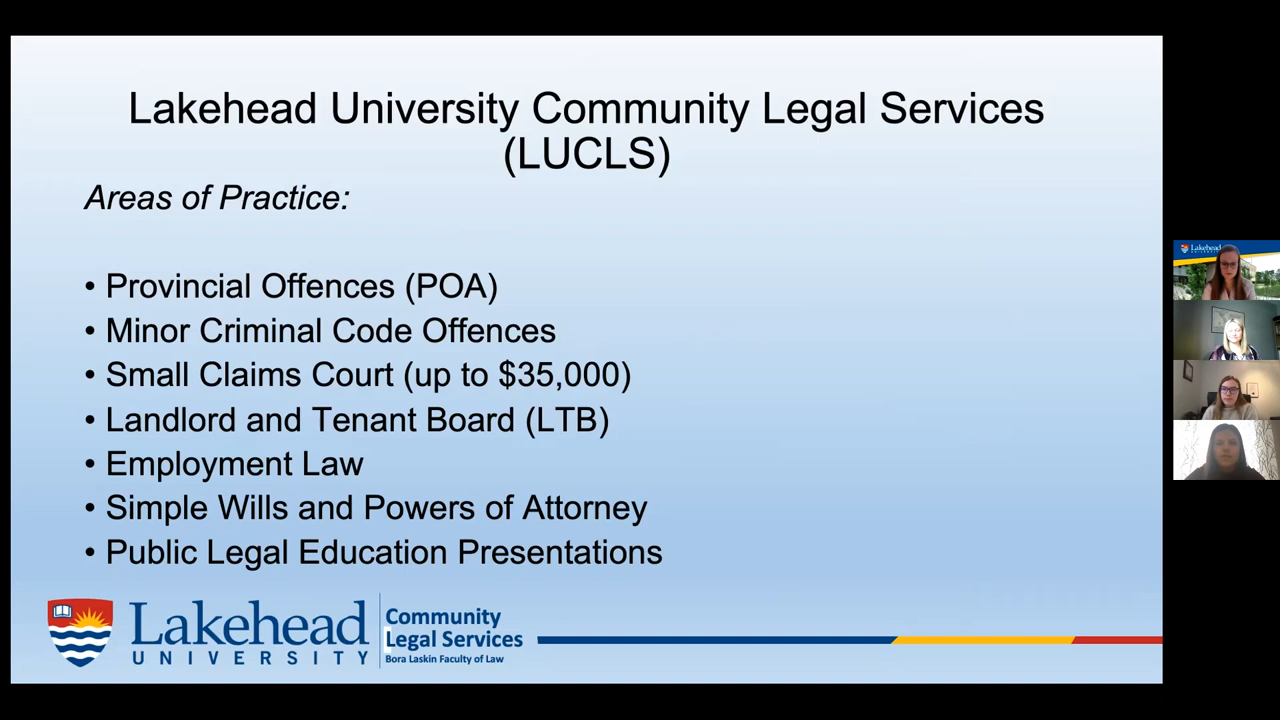 Lakehead University Community Legal Services
(LUCLS)
Areas of Practice:
• Provincial Offences (POA)
• Minor Criminal Code Offences
• Small Claims Court (up to $35,000)
• Landlord and Tenant Board (LTB)
• Employment Law
• Simple Wills and Powers of Attorney
• Public Legal Education Presentations
Lakehead
UNIVERSITY
Community
Legal Services
Bora Laskin Faculty of Law
Lakehead
UNIVERSITY